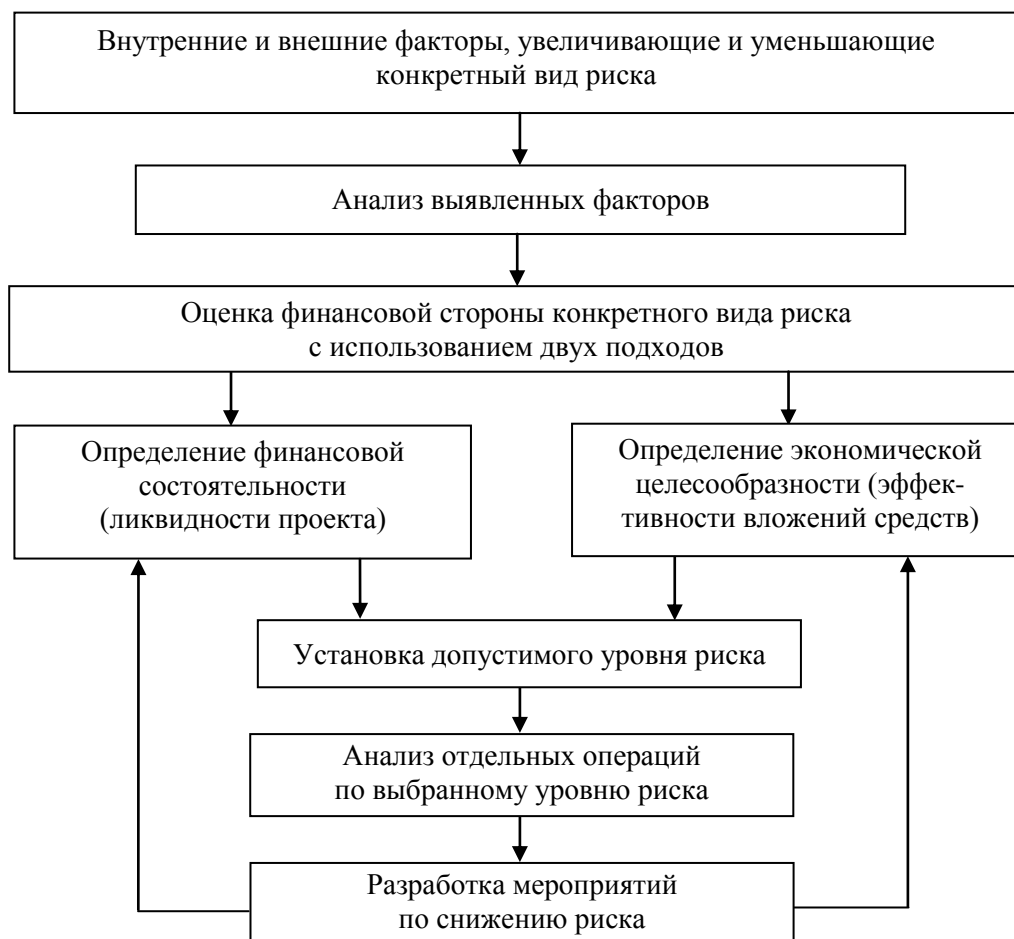 Внутренние и внешние факторы, увеличивающие и уменьшающие
конкретный вид риска
Анализ выявленных факторов
Оценка финансовой стороны конкретного вида риска
с использованием двух подходов
Определение финансовой
состоятельности
(ликвидности проекта)
Определение экономической
целесообразности (эффек-
тивности вложений средств)
Установка допустимого уровня риска
Анализ отдельных операций
по выбранному уровню риска
Разработка мероприятий
по снижению риска